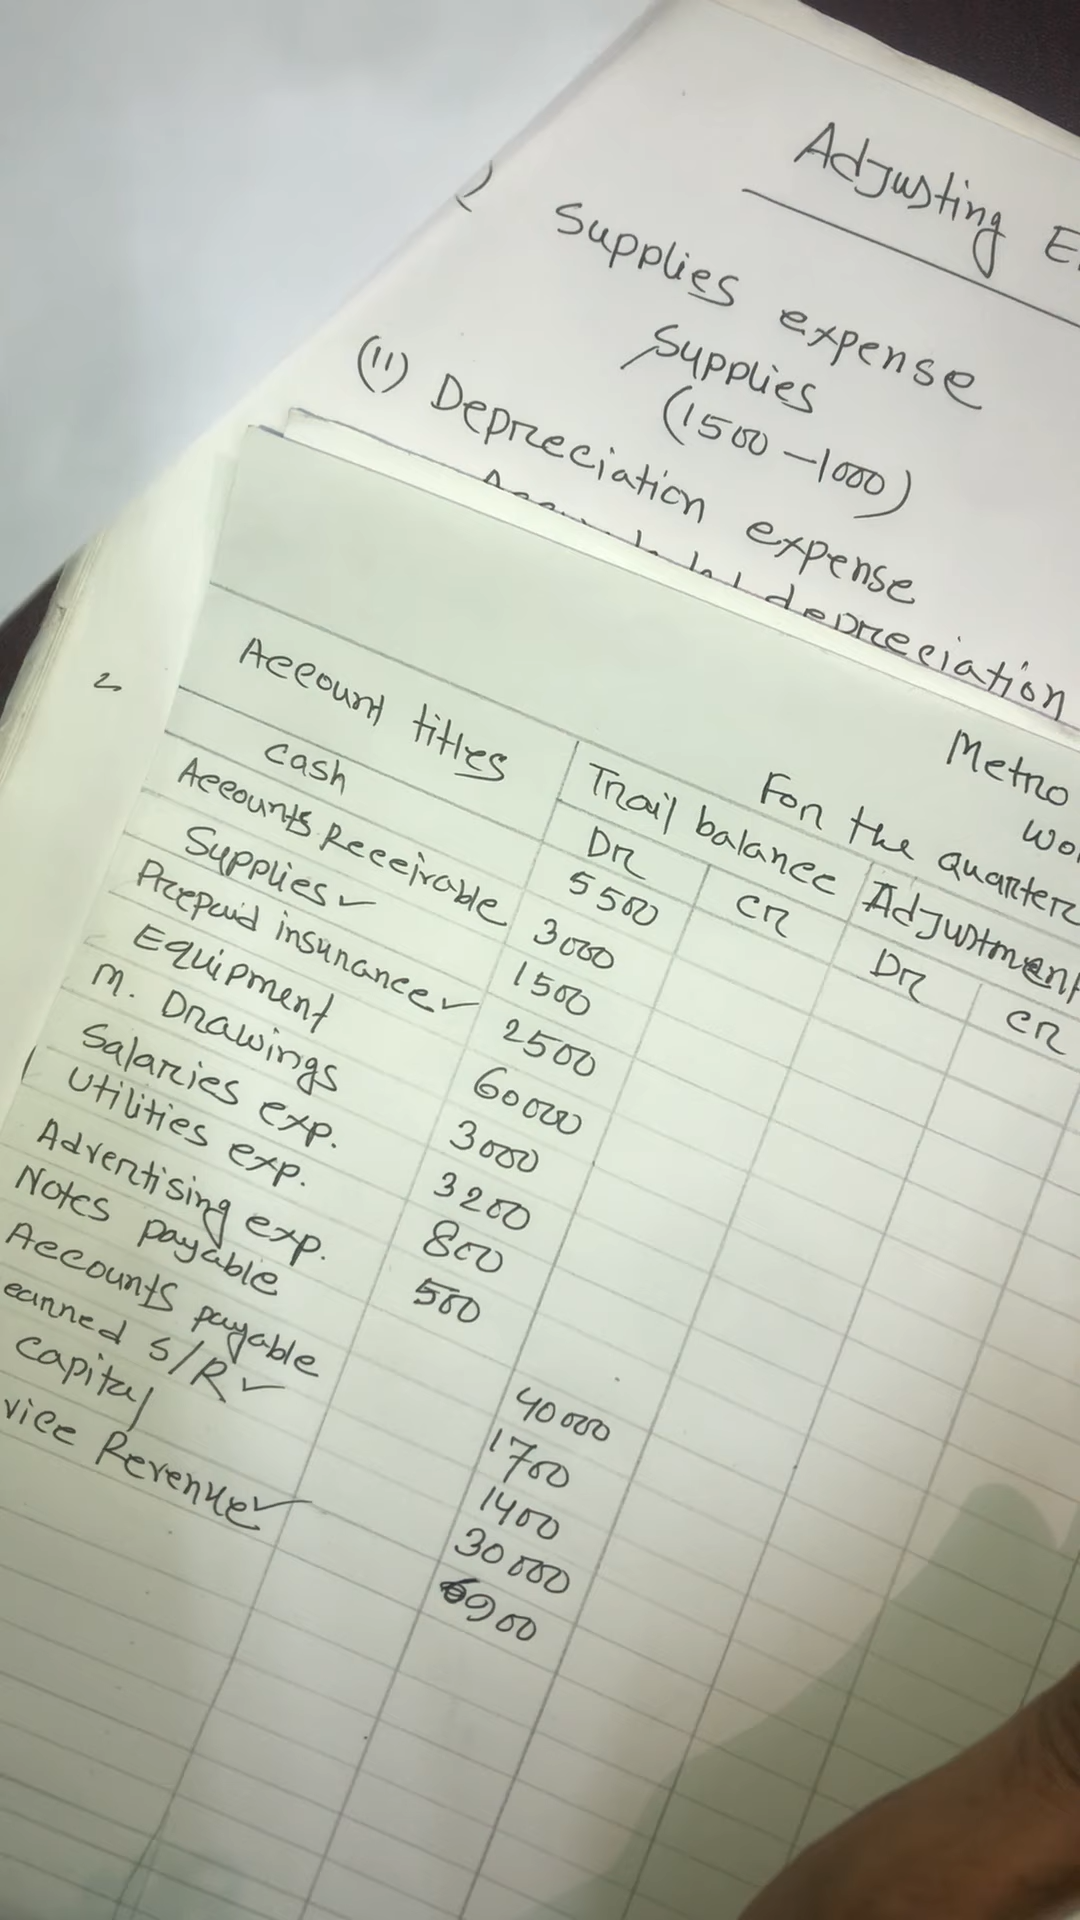 Adjusting
Supplies expense
Supplies
(1500-1000)
(11) Depreciation expense
depreciation
Metro
For the quarter
Account titles
Trail balance
Adjustment
DR CR DR CR
cash 5500
Accounts Receivable 3000
Supplies ✓ 1500
Prepaid insurance ✓ 2500
Equipment 60000
M. Drawings 3000
Salaries exp. 3200
Utilities exp. 800
Advertising exp. 500
Notes payable 40000
Accounts payable 1700
earned S/R ✓ 1400
capital 30000
vice Revenue ✓ 6900